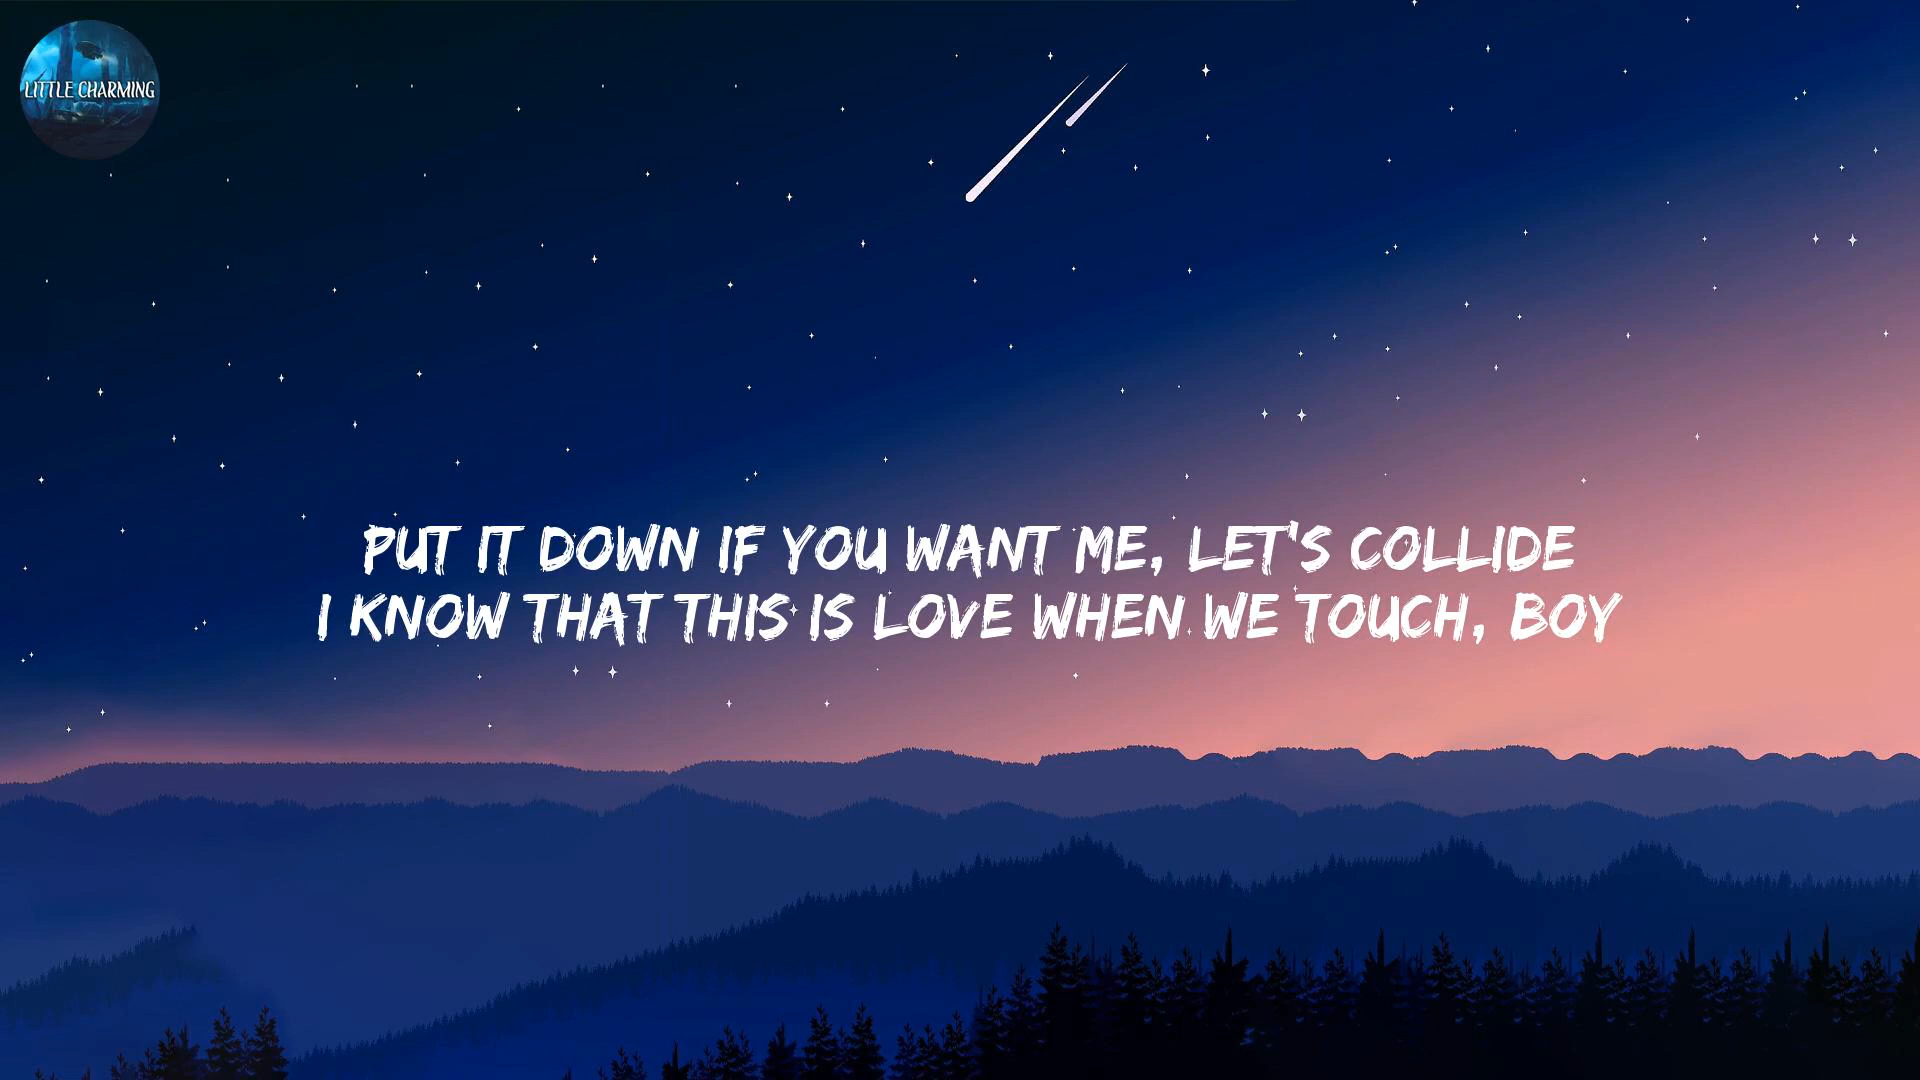 LITTLE CHARMING
PUT IT DOWN IF YOU WANT ME, LET'S COLLIDE
I KNOW THAT THIS IS LOVE WHEN WE TOUCH, BOY